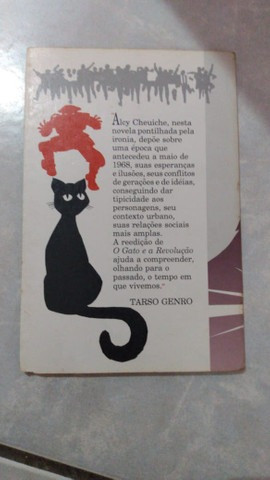 "Alcy Cheuiche, nesta
novela pontilhada pela
ironia, depõe sobre
uma época que
antecedeu a maio de
1968, suas esperanças
e ilusões, seus conflitos
de gerações e de idéias,
conseguindo dar
tipicidade aos
personagens, seu
contexto urbano,
suas relações sociais
mais amplas.
A reedição de
O Gato e a Revolução
ajuda a compreender,
olhando para o
passado, o tempo em
que vivemos."
TARSO GENRO